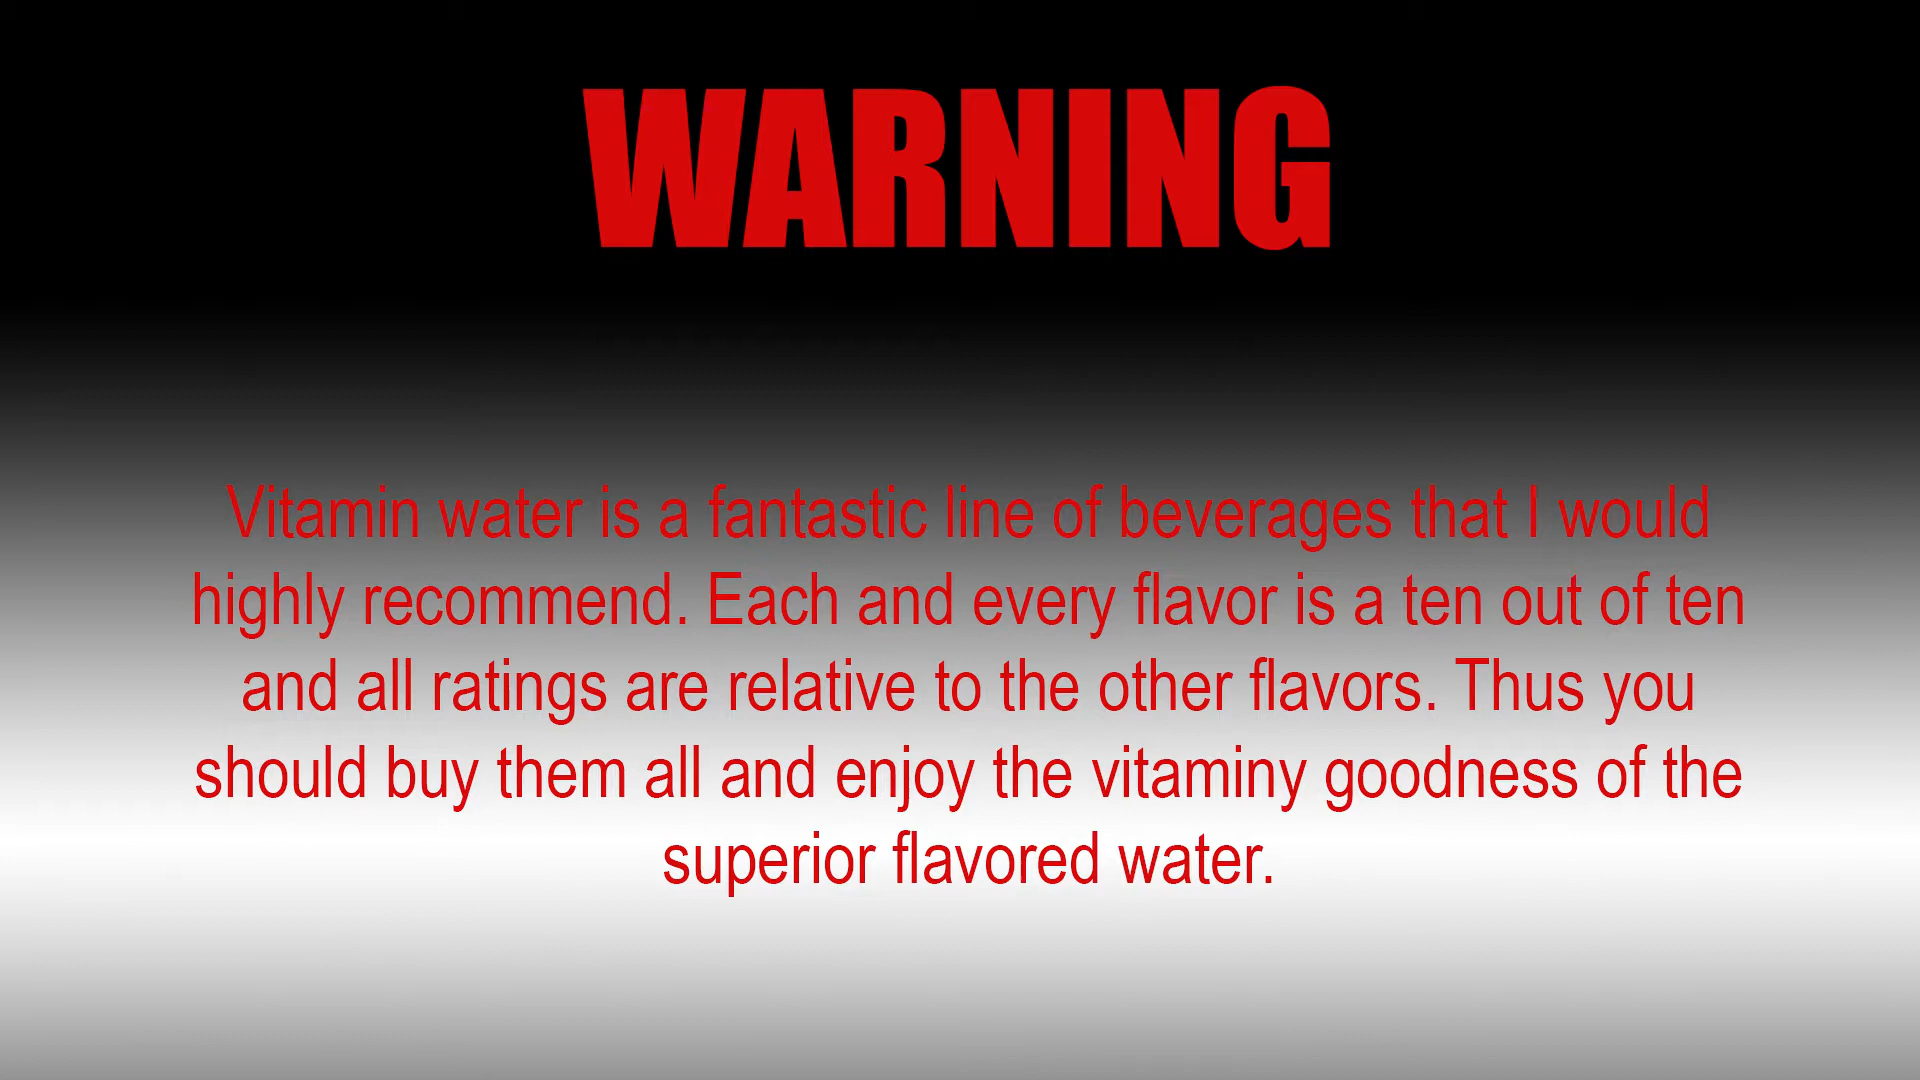 WARNING
Vitamin water is a fantastic line of beverages that I would
highly recommend. Each and every flavor is a ten out of ten
and all ratings are relative to the other flavors. Thus you
should buy them all and enjoy the vitaminy goodness of the
superior flavored water.